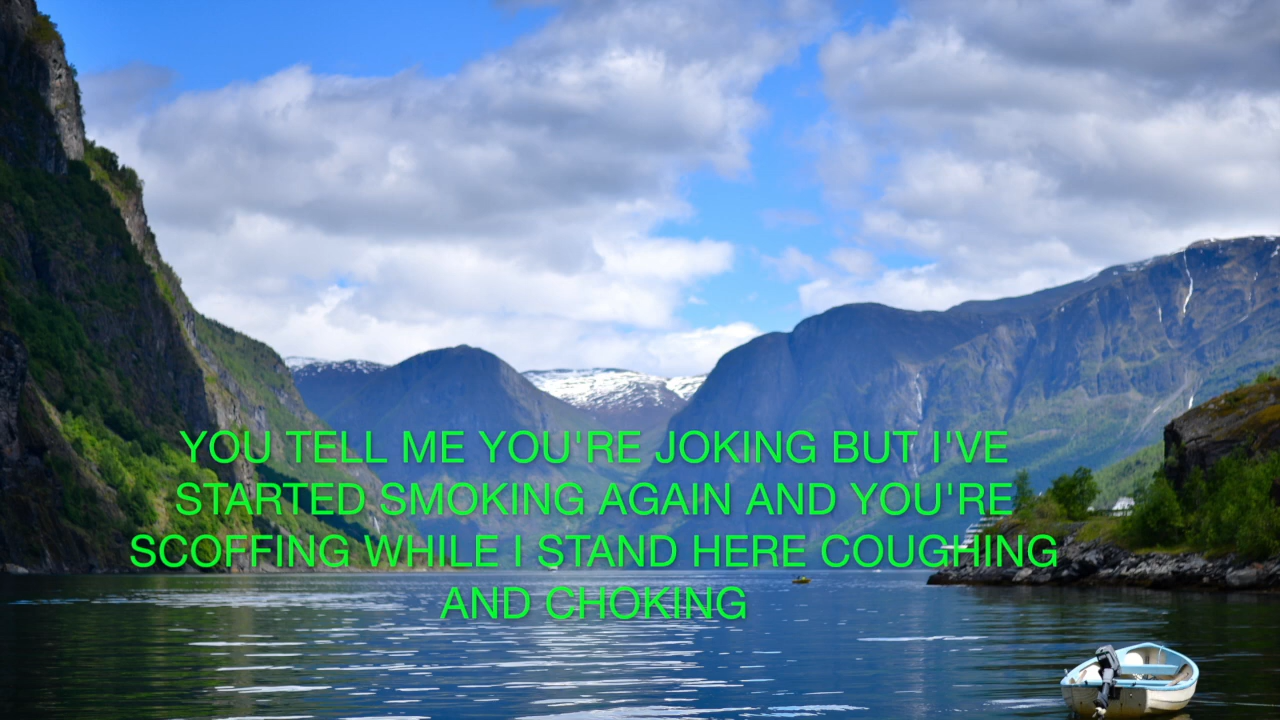 YOU TELL ME YOU'RE JOKING BUT I'VE
STARTED SMOKING AGAIN AND YOU'RE
SCOFFING WHILE I STAND HERE COUGHING
AND CHOKING